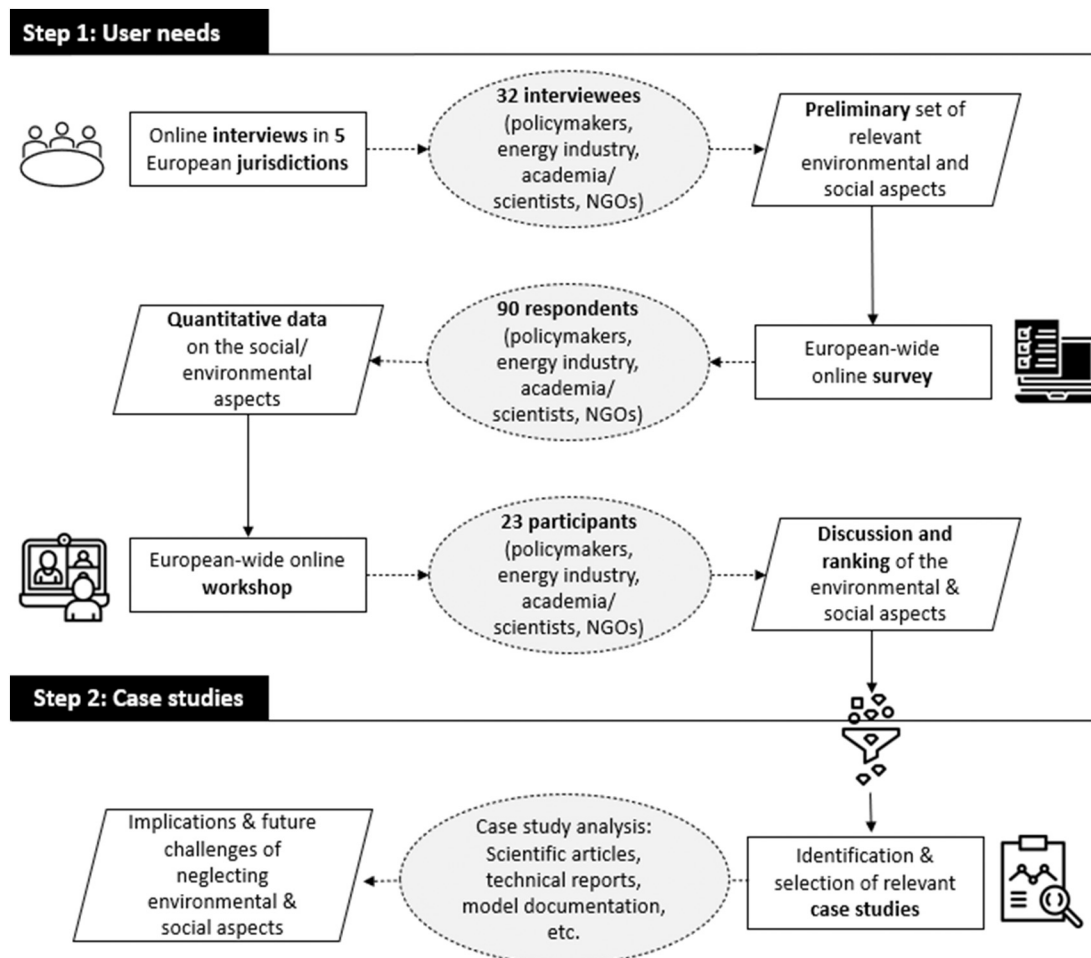 Step 1: User needs
Online interviews in 5
European jurisdictions
32 interviewees
(policymakers,
energy industry,
academia/
scientists, NGOs)
Preliminary set of
relevant
environmental and
social aspects
European-wide
online survey
90 respondents
(policymakers,
energy industry,
academia/
scientists, NGOs)
Quantitative data
on the social/
environmental
aspects
European-wide online
workshop
23 participants
(policymakers,
energy industry,
academia/
scientists, NGOs)
Discussion and
ranking of the
environmental &
social aspects
Step 2: Case studies
Identification &
selection of relevant
case studies
Case study analysis:
Scientific articles,
technical reports,
model documentation,
etc.
Implications & future
challenges of
neglecting
environmental &
social aspects